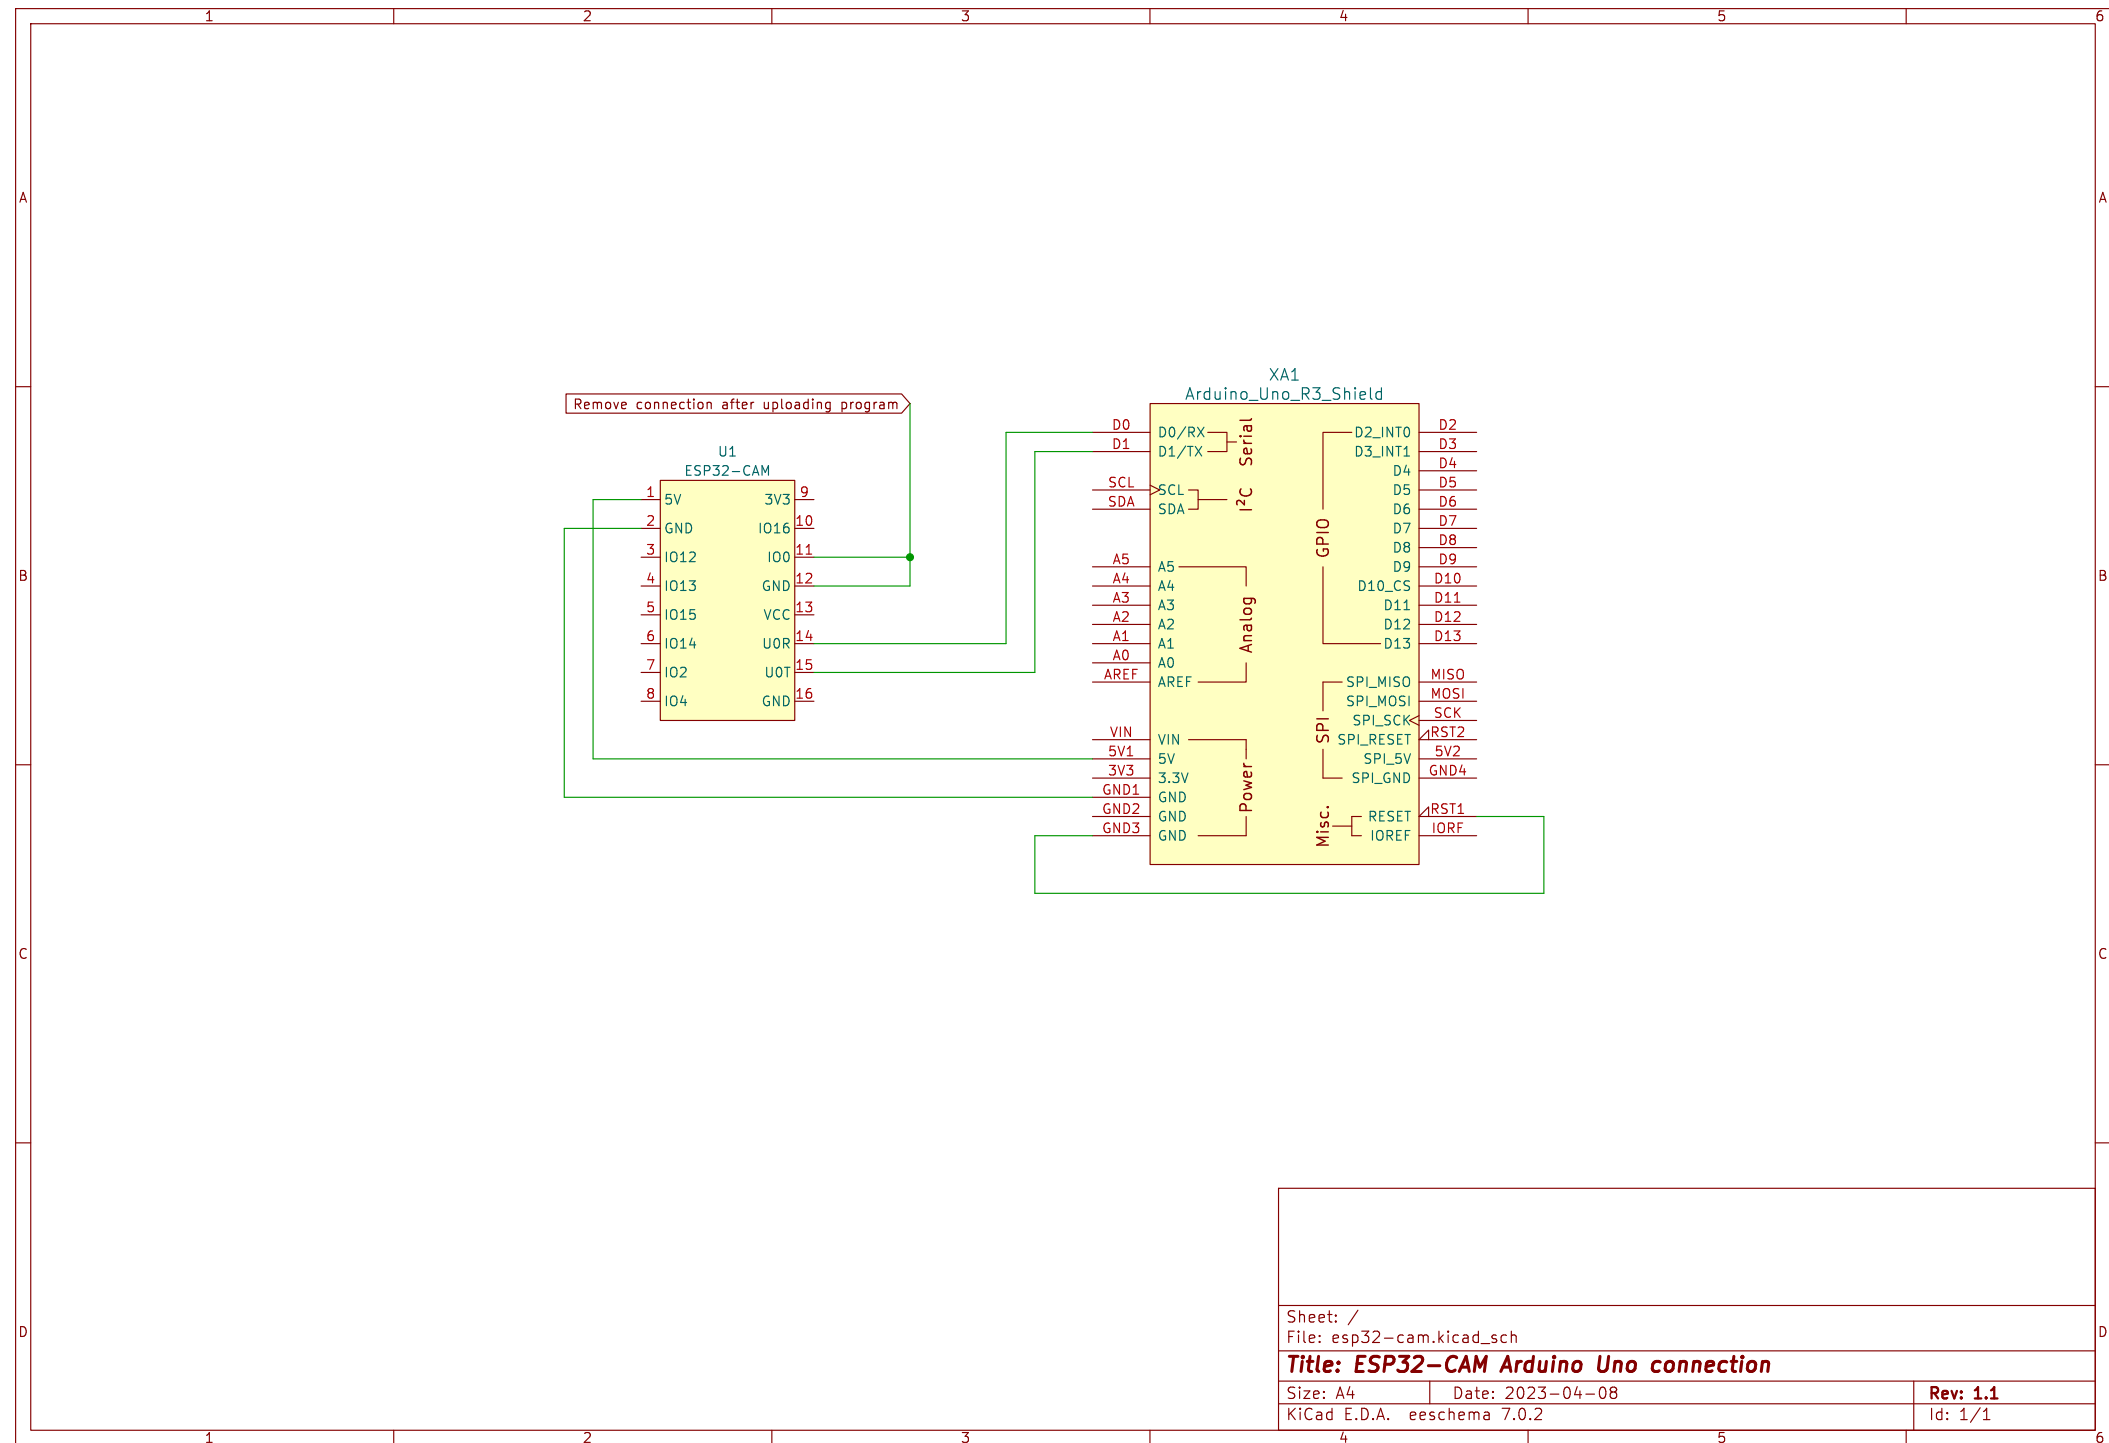 1 2 3 4 5 6
A A
XA1
Arduino_Uno_R3_Shield
Remove connection after uploading program
U1
ESP32-CAM
1 5V 3V3 9
2 GND IO16 10
3 IO12 IO0 11
4 IO13 GND 12
5 IO15 VCC 13
6 IO14 U0R 14
7 IO2 U0T 15
8 IO4 GND 16
D0 D0/RX D2_INT0 D2
D1 D1/TX D3_INT1 D3
Serial
D4 D4
SCL SCL D5 D5
SDA SDA D6 D6
I²C
D7 D7
D8 D8
A5 A5 D9 D9
A4 A4 D10_CS D10
A3 A3 D11 D11
A2 A2 D12 D12
A1 A1 D13 D13
A0 A0
AREF AREF
Analog
GPIO
B B
SPI_MISO MISO
SPI_MOSI MOSI
SPI_SCK SCK
VIN VIN SPI_RESET RST2
5V1 5V SPI_5V 5V2
3V3 3.3V SPI_GND GND4
SPI
GND1 GND
GND2 GND RESET RST1
GND3 GND IOREF IORF
Power
Misc.
C C
Sheet: /
File: esp32-cam.kicad_sch
D D
Title: ESP32-CAM Arduino Uno connection
Size: A4 Date: 2023-04-08 Rev: 1.1
KiCad E.D.A. eeschema 7.0.2 Id: 1/1
1 2 3 4 5 6